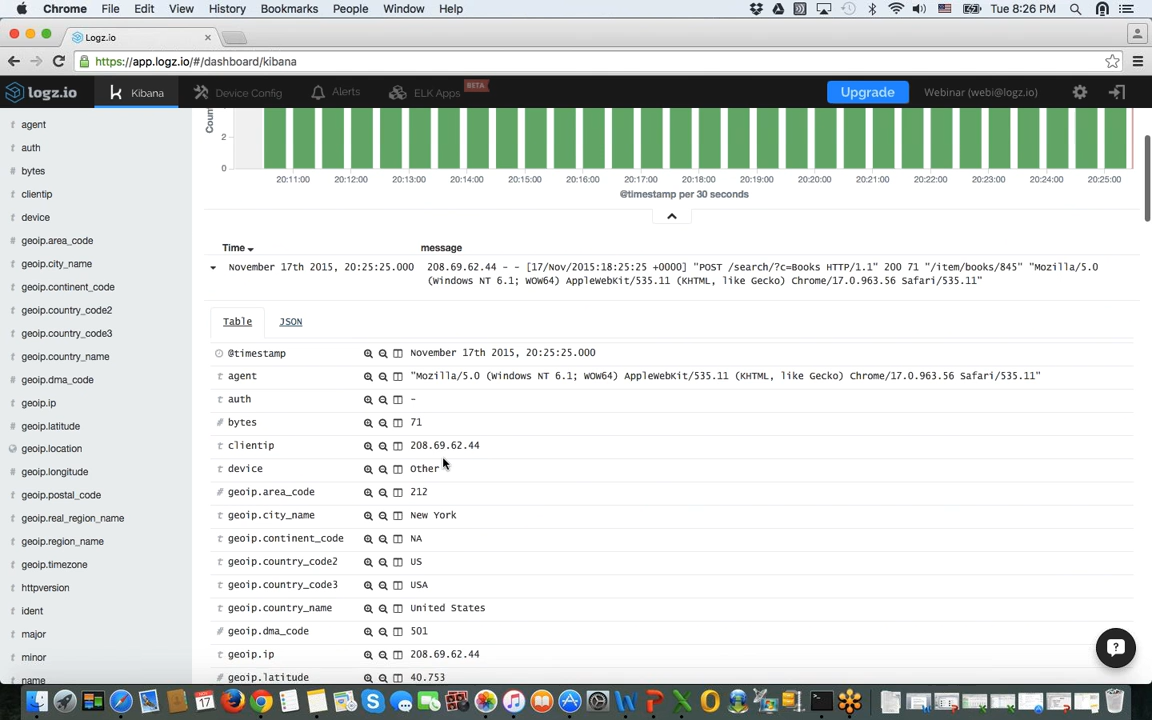 Chrome File Edit View History Bookmarks People Window Help Tue 8:26 PM
Logz.io
https://app.logz.io/#/dashboard/kibana
logz.io Kibana Device Config Alerts ELK Apps BETA Upgrade Webinar (webi@logz.io)
agent
auth
bytes
clientip
device
geoip.area_code
geoip.city_name
geoip.continent_code
geoip.country_code2
geoip.country_code3
geoip.country_name
geoip.dma_code
geoip.ip
geoip.latitude
geoip.location
geoip.longitude
geoip.postal_code
geoip.real_region_name
geoip.region_name
geoip.timezone
httpversion
ident
major
minor
name
Coun
2
0
20:11:00 20:12:00 20:13:00 20:14:00 20:15:00 20:16:00 20:17:00 20:18:00 20:19:00 20:20:00 20:21:00 20:22:00 20:23:00 20:24:00 20:25:00
@timestamp per 30 seconds
Time message
November 17th 2015, 20:25:25.000 208.69.62.44 - - [17/Nov/2015:18:25:25 +0000] "POST /search/?c=Books HTTP/1.1" 200 71 "/item/books/845" "Mozilla/5.0
(Windows NT 6.1; WOW64) AppleWebKit/535.11 (KHTML, like Gecko) Chrome/17.0.963.56 Safari/535.11"
Table JSON
@timestamp November 17th 2015, 20:25:25.000
t agent "Mozilla/5.0 (Windows NT 6.1; WOW64) AppleWebKit/535.11 (KHTML, like Gecko) Chrome/17.0.963.56 Safari/535.11"
t auth -
# bytes 71
t clientip 208.69.62.44
t device Other
# geoip.area_code 212
t geoip.city_name New York
t geoip.continent_code NA
t geoip.country_code2 US
t geoip.country_code3 USA
t geoip.country_name United States
# geoip.dma_code 501
t geoip.ip 208.69.62.44
# geoip.latitude 40.753
17